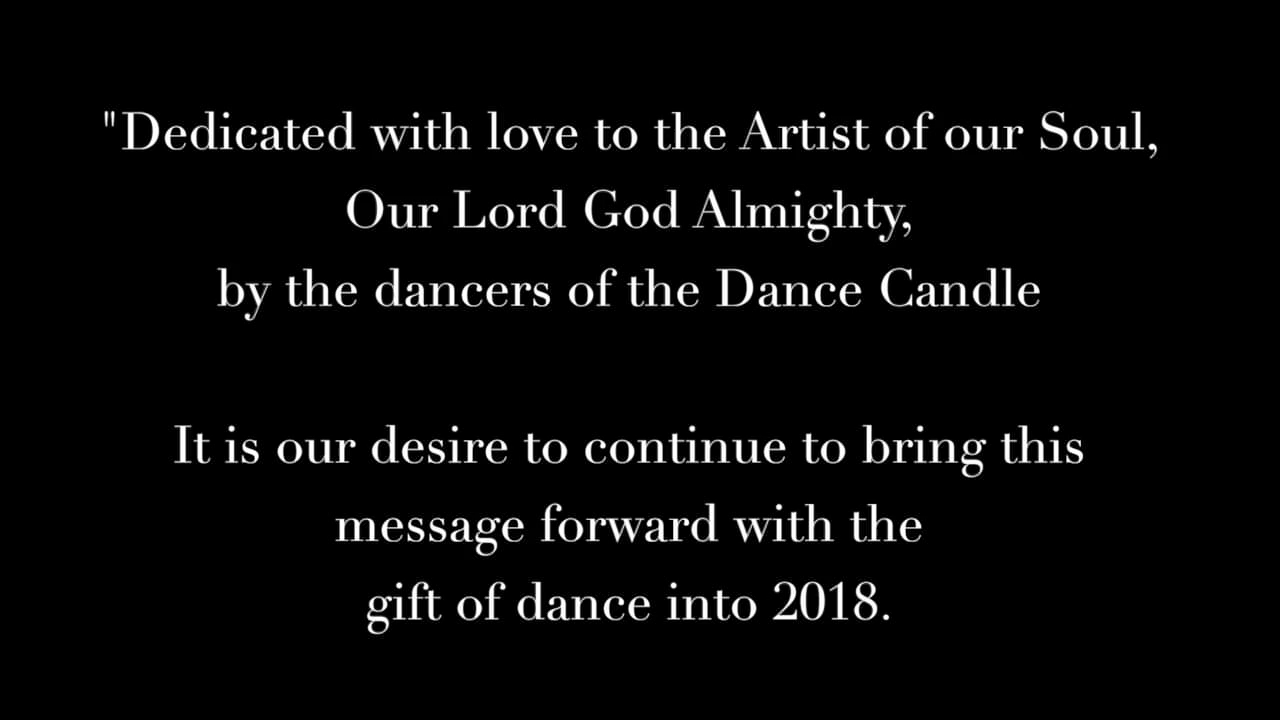 "Dedicated with love to the Artist of our Soul,
Our Lord God Almighty,
by the dancers of the Dance Candle
It is our desire to continue to bring this
message forward with the
gift of dance into 2018.